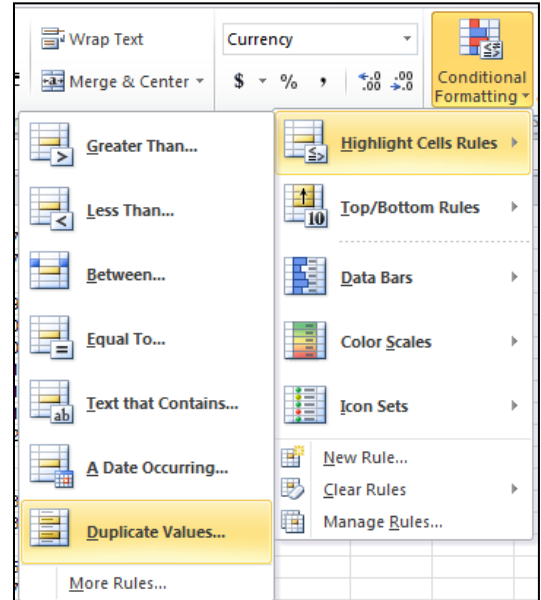 Wrap Text
Currency
Merge & Center
$ % , .0 .00 .00 .0
Conditional
Formatting
Highlight Cells Rules
Top/Bottom Rules
10
Data Bars
Color Scales
Icon Sets
New Rule...
Clear Rules
Manage Rules...
Greater Than...
Less Than...
Between...
Equal To...
Text that Contains...
ab
A Date Occurring...
Duplicate Values...
More Rules...